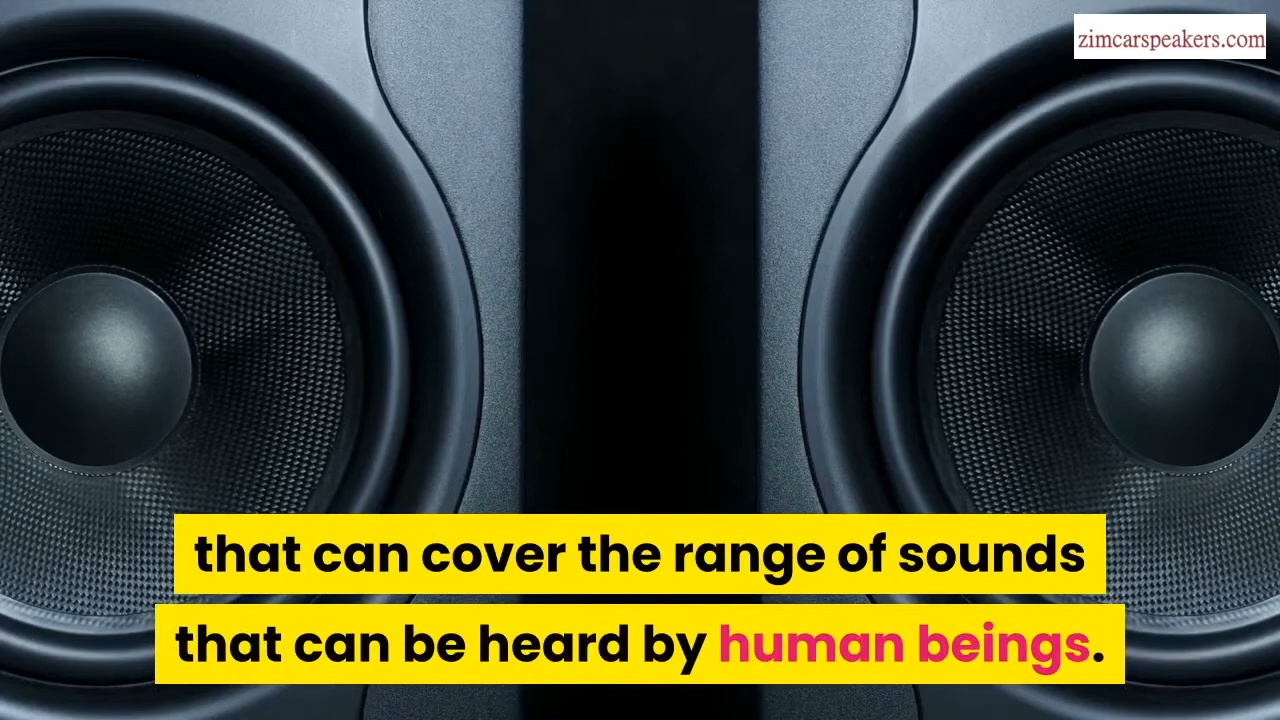 zimcarspeakers.com
that can cover the range of sounds
that can be heard by human beings.